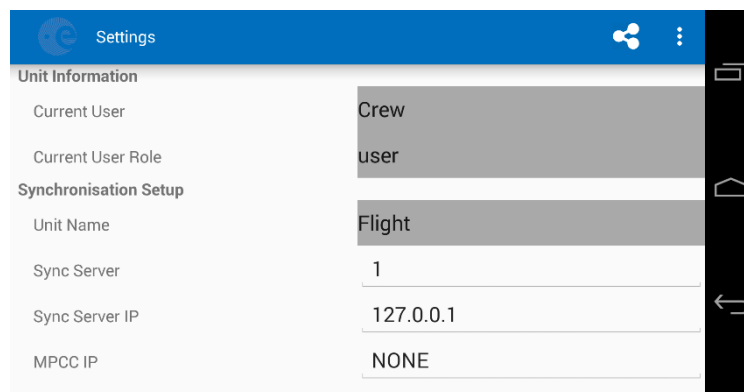 Settings
Unit Information
Current User Crew
Current User Role user
Synchronisation Setup
Unit Name Flight
Sync Server 1
Sync Server IP 127.0.0.1
MPCC IP NONE